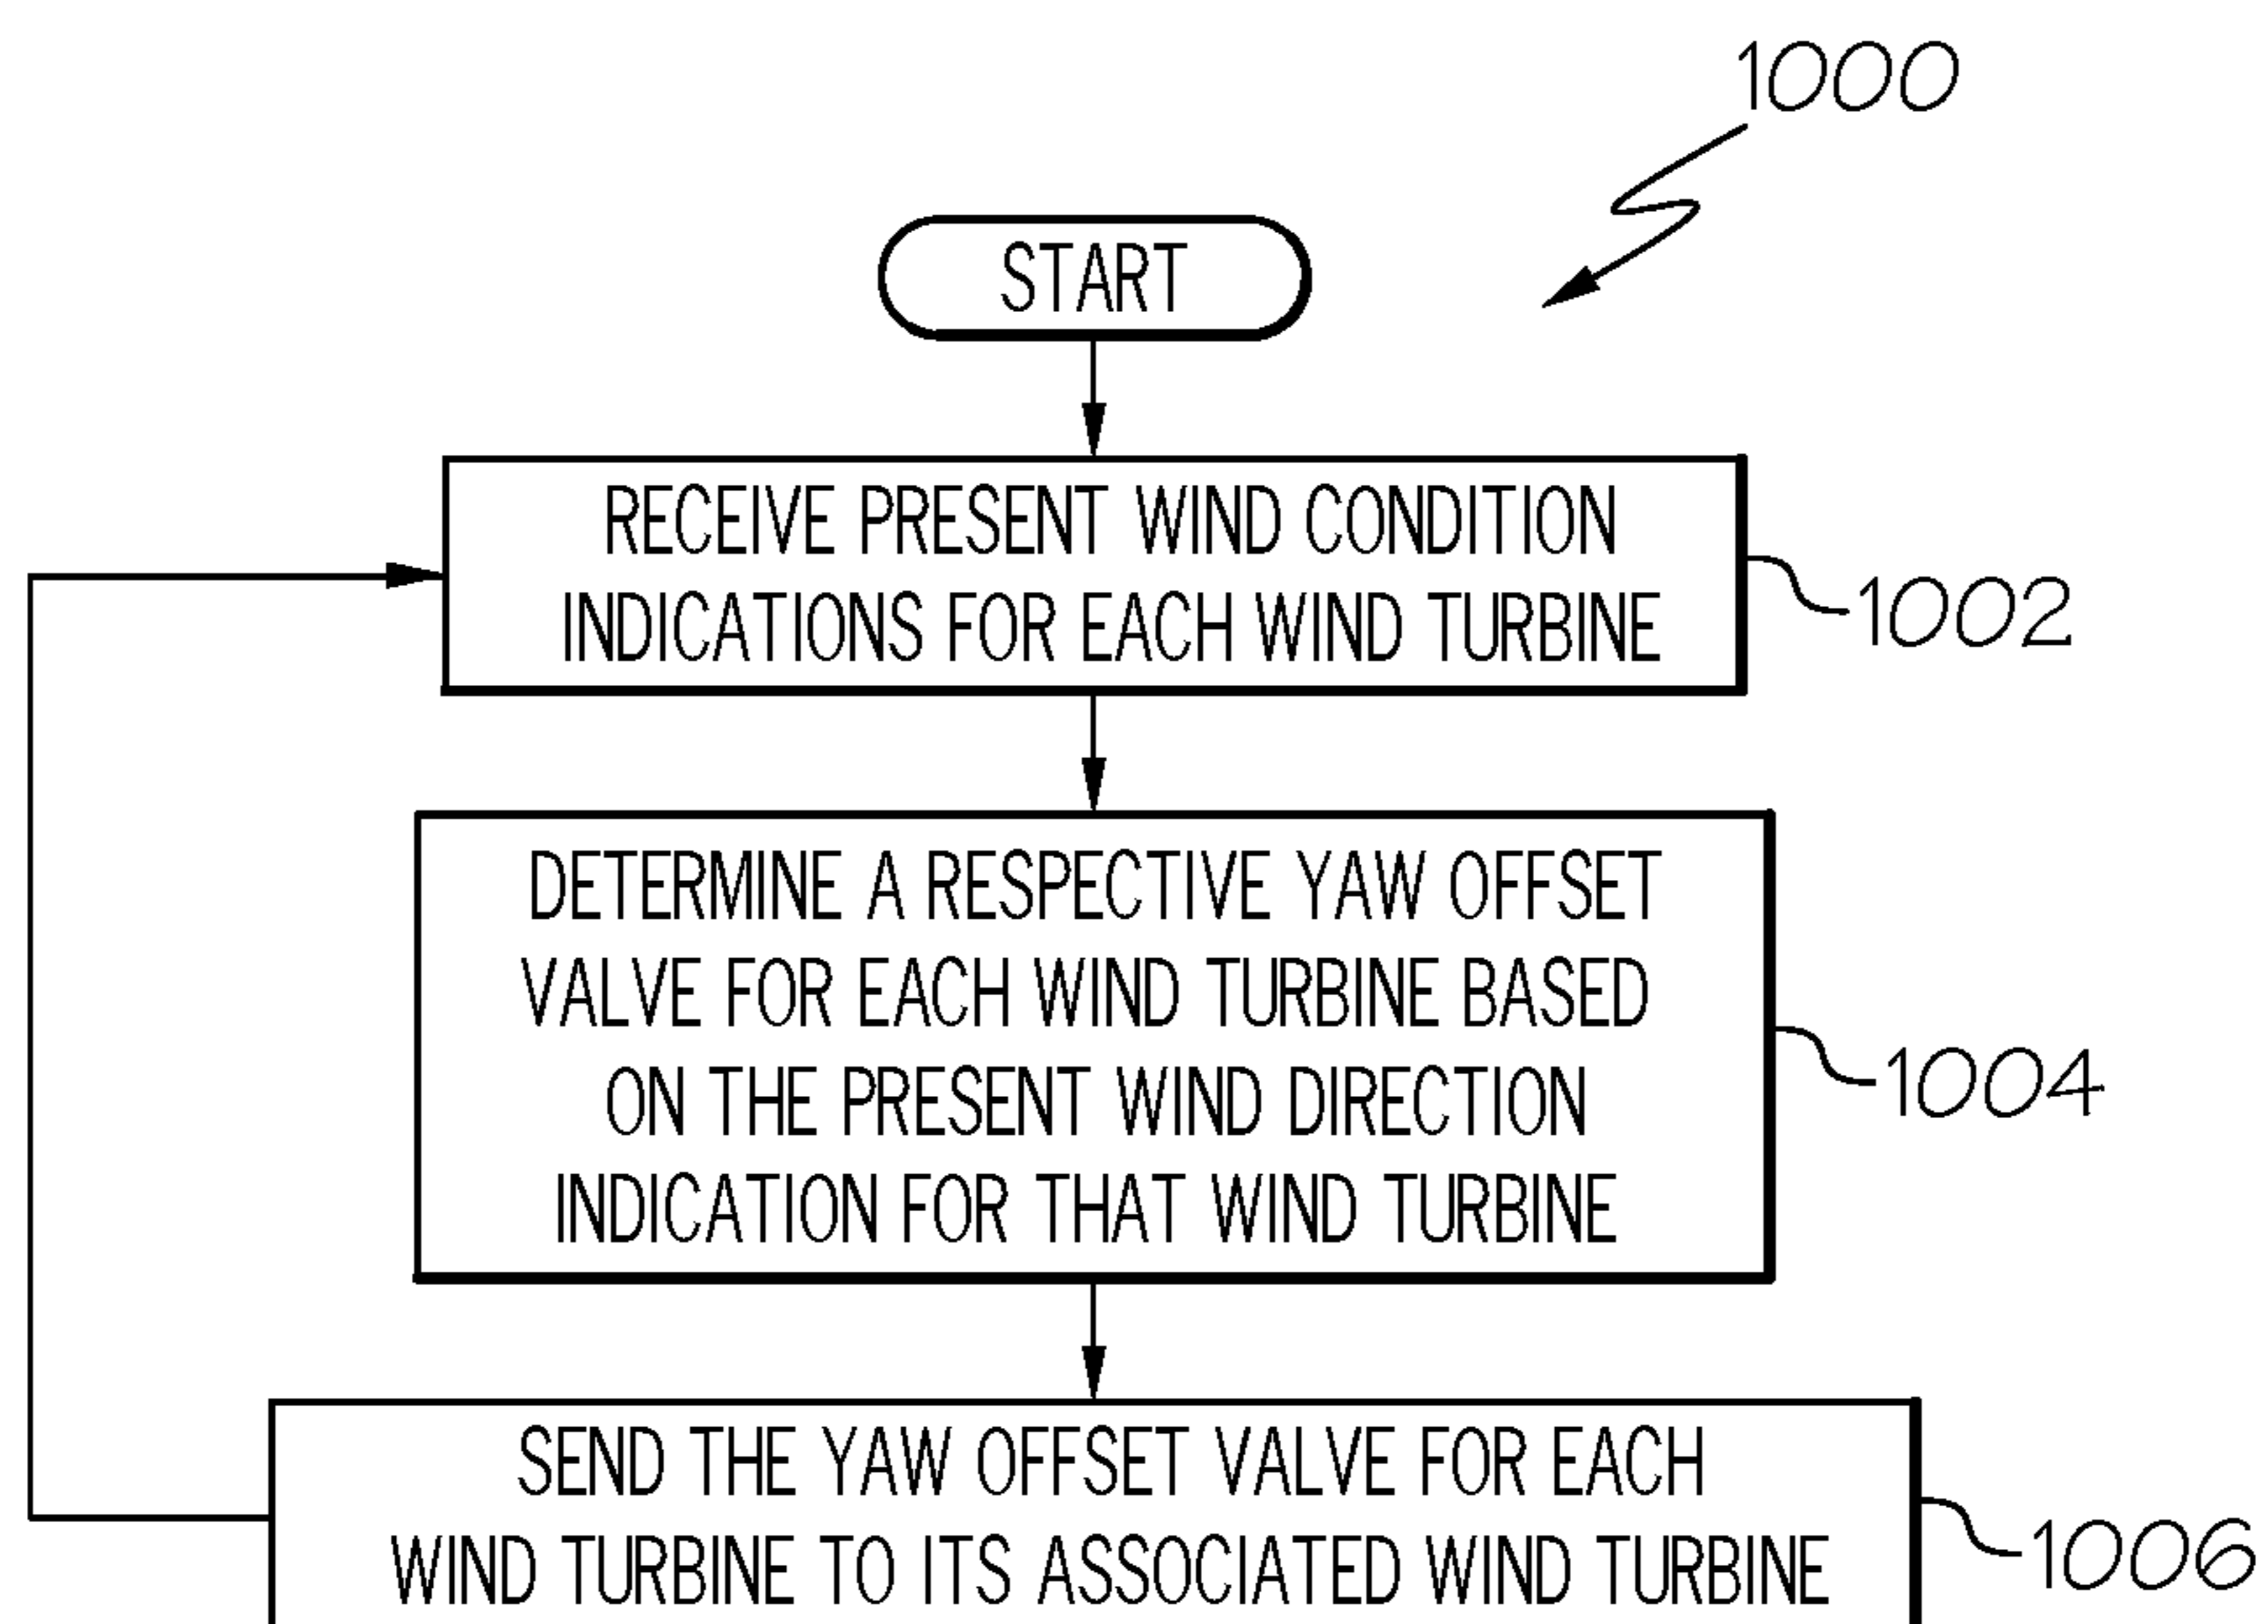 1000
START
RECEIVE PRESENT WIND CONDITION
INDICATIONS FOR EACH WIND TURBINE
1002
DETERMINE A RESPECTIVE YAW OFFSET
VALVE FOR EACH WIND TURBINE BASED
ON THE PRESENT WIND DIRECTION
INDICATION FOR THAT WIND TURBINE
1004
SEND THE YAW OFFSET VALVE FOR EACH
WIND TURBINE TO ITS ASSOCIATED WIND TURBINE
1006